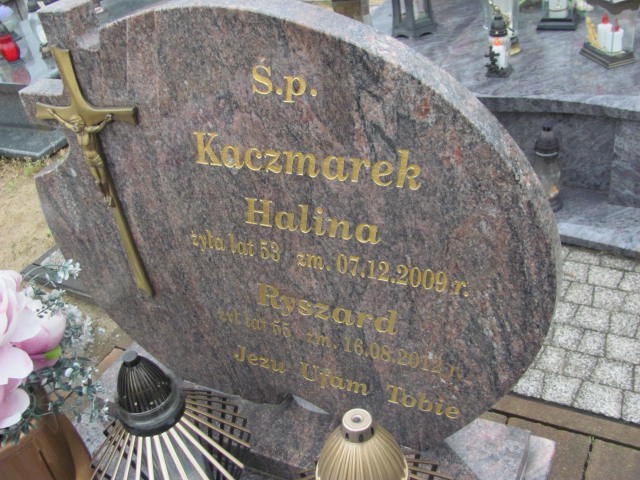 Ś.p.
Kaczmarek
Halina
żyła lat 53 zm. 07.12.2009 r.
Ryszard
żył lat 55 zm. 16.08.2012 r.
Jezu Ufam Tobie